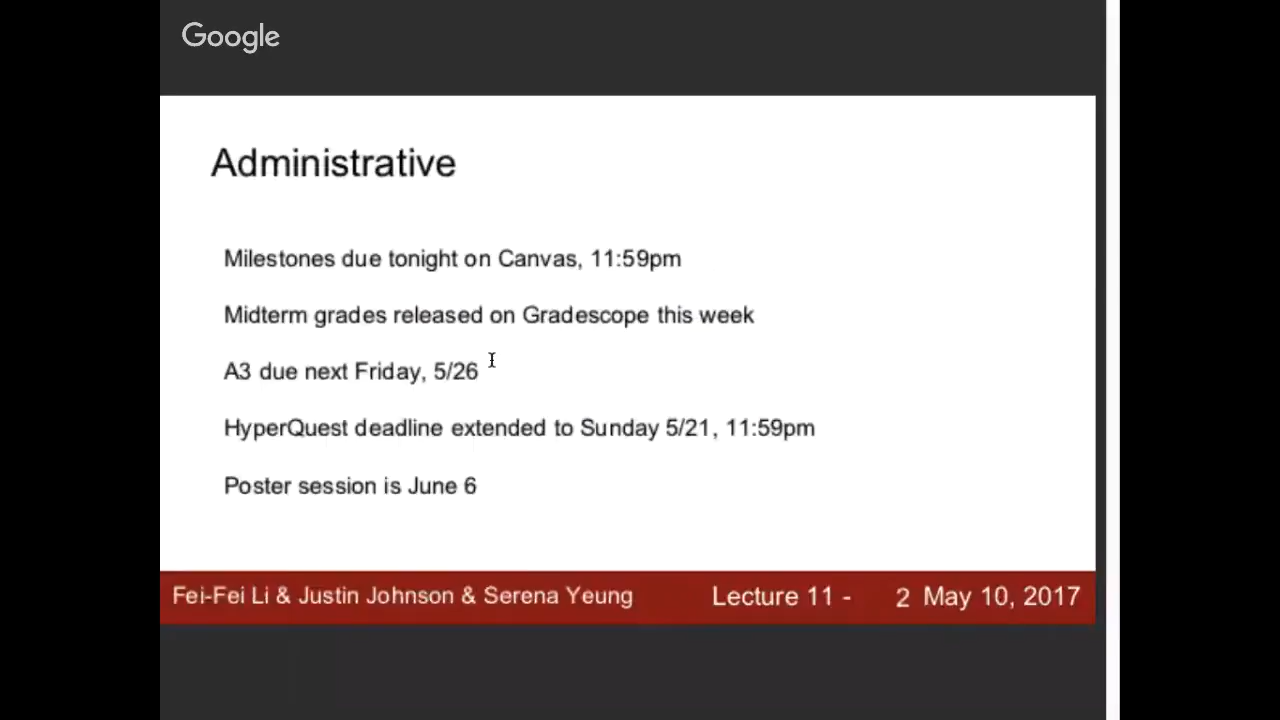 Google
Administrative
Milestones due tonight on Canvas, 11:59pm
Midterm grades released on Gradescope this week
A3 due next Friday, 5/26
HyperQuest deadline extended to Sunday 5/21, 11:59pm
Poster session is June 6
Fei-Fei Li & Justin Johnson & Serena Yeung Lecture 11 - 2 May 10, 2017